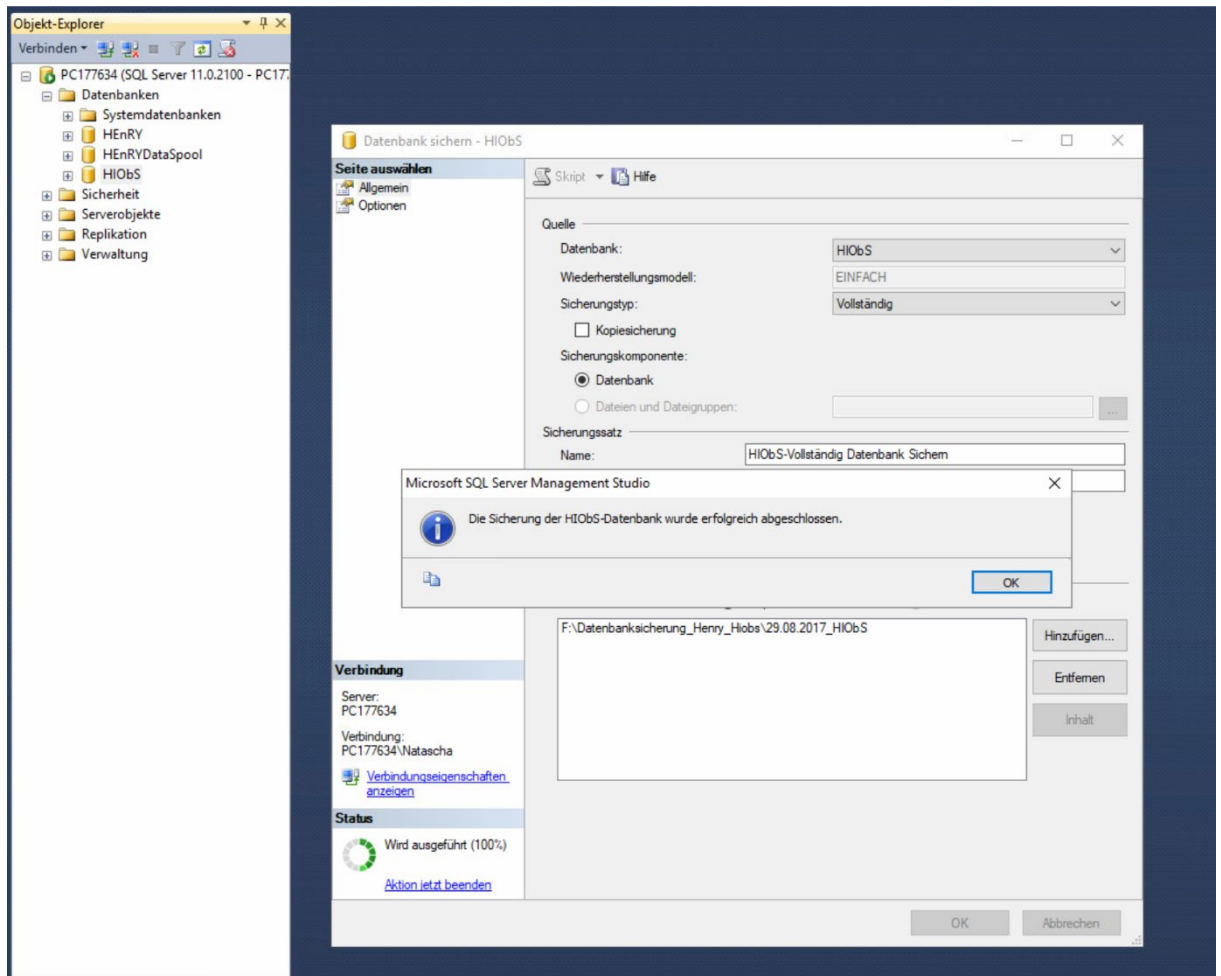 Objekt-Explorer
Verbinden
PC177634 (SQL Server 11.0.2100 - PC17
Datenbanken
Systemdatenbanken
HEnRY
HEnRYDataSpool
HIObS
Sicherheit
Serverobjekte
Replikation
Verwaltung
Datenbank sichern - HIObS
Seite auswählen
Allgemein
Optionen
Skript
Hilfe
Quelle
Datenbank:
HIObS
Wiederherstellungsmodell:
EINFACH
Sicherungstyp:
Vollständig
Kopiesicherung
Sicherungskomponente:
Datenbank
Dateien und Dateigruppen:
...
Sicherungssatz
Name:
HIObS-Vollständig Datenbank Sichern
Microsoft SQL Server Management Studio
Die Sicherung der HIObS-Datenbank wurde erfolgreich abgeschlossen.
OK
F:\Datenbanksicherung_Henry_Hiobs\29.08.2017_HIObS
Hinzufügen...
Entfernen
Inhalt
Verbindung
Server:
PC177634
Verbindung:
PC177634\Natascha
Verbindungseigenschaften
anzeigen
Status
Wird ausgeführt (100%)
Aktion jetzt beenden
OK
Abbrechen